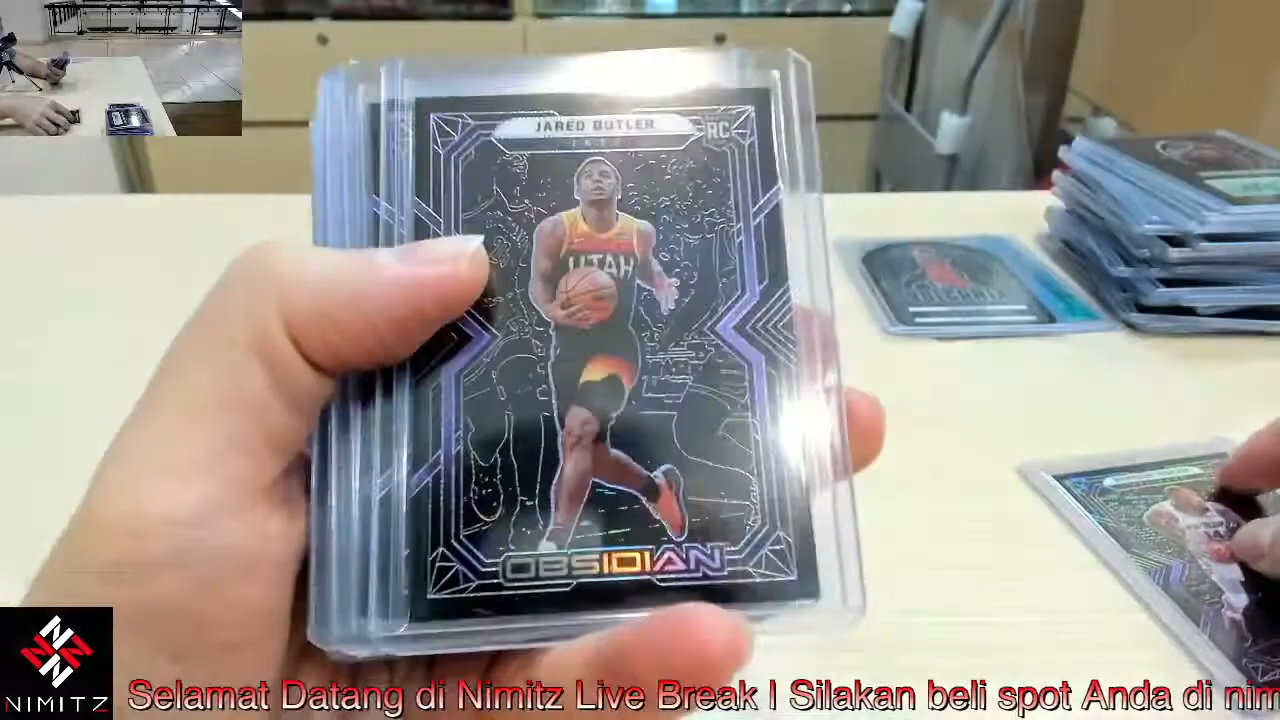 JARED BUTLER
RC
UTAH
OBSIDIAN
NIMITZ
Selamat Datang di Nimitz Live Break | Silakan beli spot Anda di nim